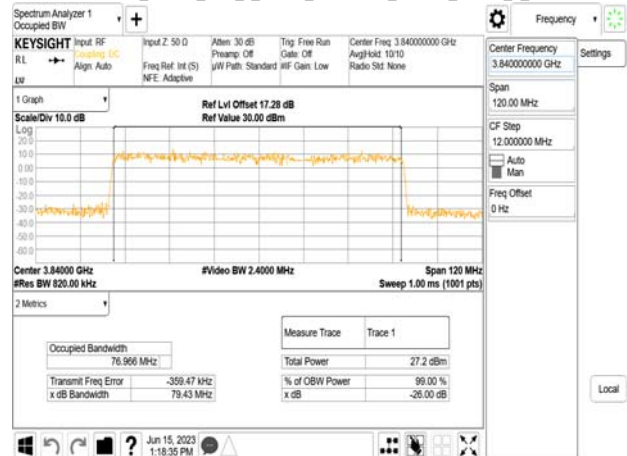 Spectrum Analyzer 1
Occupied BW
Frequency
KEYSIGHT
Input: RF
Coupling: DC
Align: Auto
Input Z: 50 Ω
Freq Ref: Int (S)
NFE: Adaptive
Atten: 30 dB
Preamp: Off
µW Path: Standard
Trig: Free Run
Gate: Off
#IF Gain: Low
Center Freq: 3.840000000 GHz
Avg|Hold: 10/10
Radio Std: None
RL
Center Frequency
3.840000000 GHz
Settings
Span
120.00 MHz
CF Step
12.000000 MHz
Auto
Man
Freq Offset
0 Hz
1 Graph
Scale/Div 10.0 dB
Ref Lvl Offset 17.28 dB
Ref Value 30.00 dBm
Log
20.0
10.0
0.00
-10.0
-20.0
-30.0
-40.0
-50.0
-60.0
Center 3.84000 GHz
#Res BW 820.00 kHz
#Video BW 2.4000 MHz
Span 120 MHz
Sweep 1.00 ms (1001 pts)
2 Metrics
Measure Trace Trace 1
Occupied Bandwidth
76.966 MHz
Total Power 27.2 dBm
Transmit Freq Error -359.47 kHz
% of OBW Power 99.00 %
x dB Bandwidth 79.43 MHz
x dB -26.00 dB
Local
Jun 15, 2023
1:18:35 PM